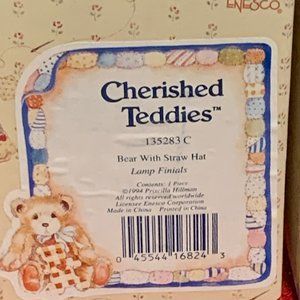 ENESCO®
Cherished
Teddies™
135283 C
Bear With Straw Hat
Lamp Finials
Contents: 1 Piece
©1994 Priscilla Hillman
All rights reserved worldwide
Licensee Enesco Corporation
Made in China Printed in China
0 45544 16824 3